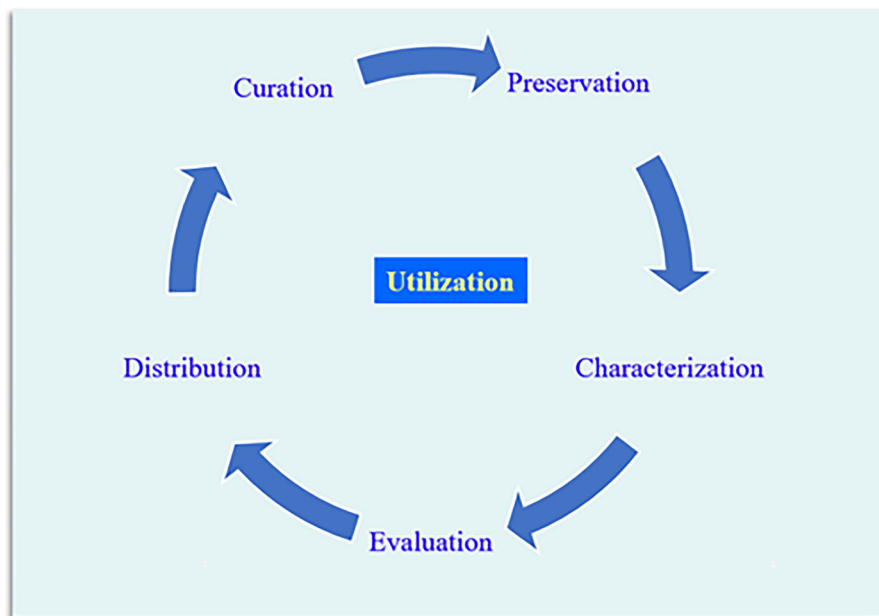 Curation
Preservation
Utilization
Distribution
Characterization
Evaluation